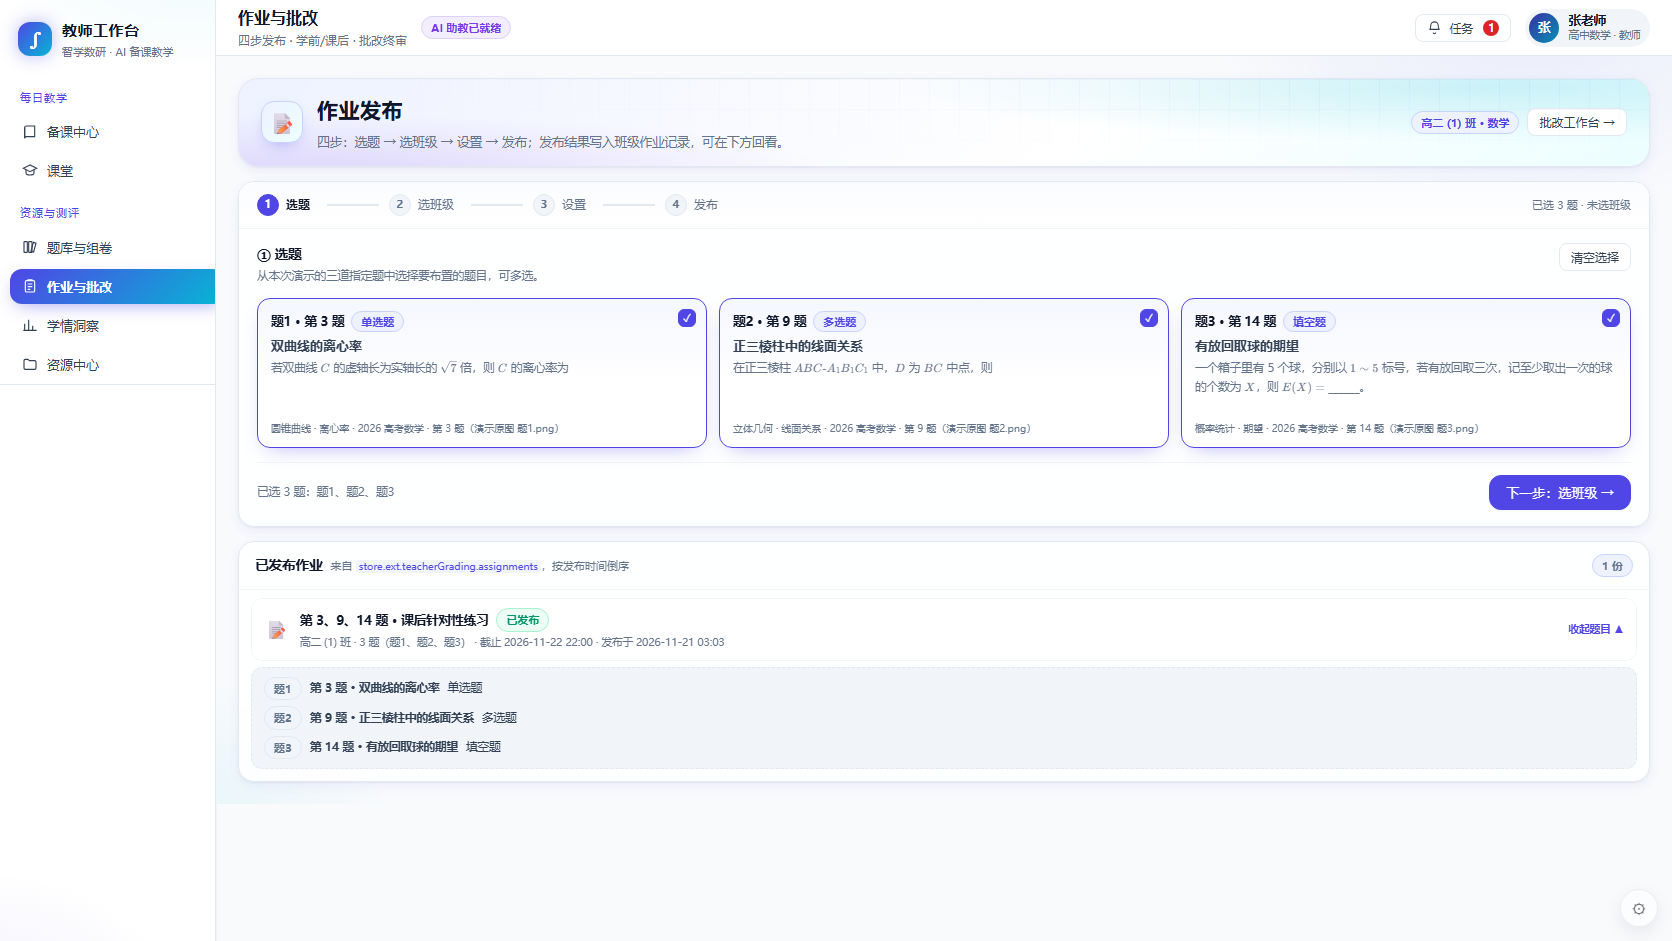 教师工作台
智学数研 · AI 备课教学
每日教学
备课中心
课堂
资源与测评
题库与组卷
作业与批改
学情洞察
资源中心
作业与批改
四步发布 · 学前/课后 · 批改终审
AI 助教已就绪
任务 1
张
张老师
高中数学 · 教师
作业发布
四步：选题 → 选班级 → 设置 → 发布；发布结果写入班级作业记录，可在下方回看。
高二 (1) 班 • 数学
批改工作台 →
1 选题
2 选班级
3 设置
4 发布
已选 3 题 · 未选班级
① 选题
从本次演示的三道指定题中选择要布置的题目，可多选。
清空选择
题1 • 第 3 题 单选题
双曲线的离心率
若双曲线 C 的虚轴长为实轴长的 √7 倍，则 C 的离心率为
圆锥曲线 · 离心率 · 2026 高考数学 · 第 3 题（演示原图 题1.png）
题2 • 第 9 题 多选题
正三棱柱中的线面关系
在正三棱柱 ABC-A₁B₁C₁ 中，D 为 BC 中点，则
立体几何 · 线面关系 · 2026 高考数学 · 第 9 题（演示原图 题2.png）
题3 • 第 14 题 填空题
有放回取球的期望
一个箱子里有 5 个球，分别以 1 ∼ 5 标号，若有放回取三次，记至少取出一次的球
的个数为 X，则 E(X) = _____。
概率统计 · 期望 · 2026 高考数学 · 第 14 题（演示原图 题3.png）
已选 3 题：题1、题2、题3
下一步：选班级 →
已发布作业 来自 store.ext.teacherGrading.assignments ，按发布时间倒序
1 份
第 3、9、14 题 • 课后针对性练习 已发布
高二 (1) 班 · 3 题（题1、题2、题3） · 截止 2026-11-22 22:00 · 发布于 2026-11-21 03:03
收起题目 ▲
题1 第 3 题 • 双曲线的离心率 单选题
题2 第 9 题 • 正三棱柱中的线面关系 多选题
题3 第 14 题 • 有放回取球的期望 填空题